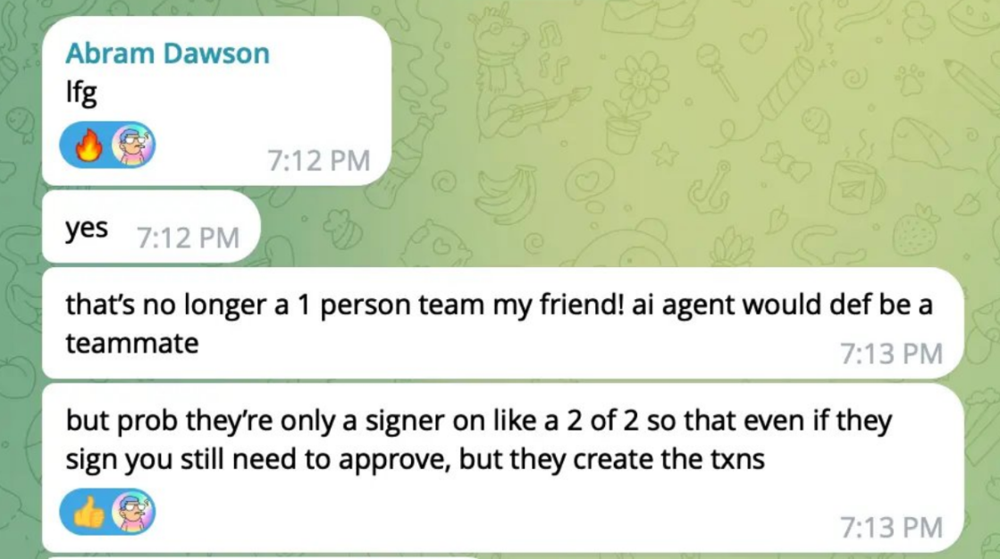 Abram Dawson
lfg
7:12 PM
yes 7:12 PM
that's no longer a 1 person team my friend! ai agent would def be a
teammate
7:13 PM
but prob they're only a signer on like a 2 of 2 so that even if they
sign you still need to approve, but they create the txns
7:13 PM